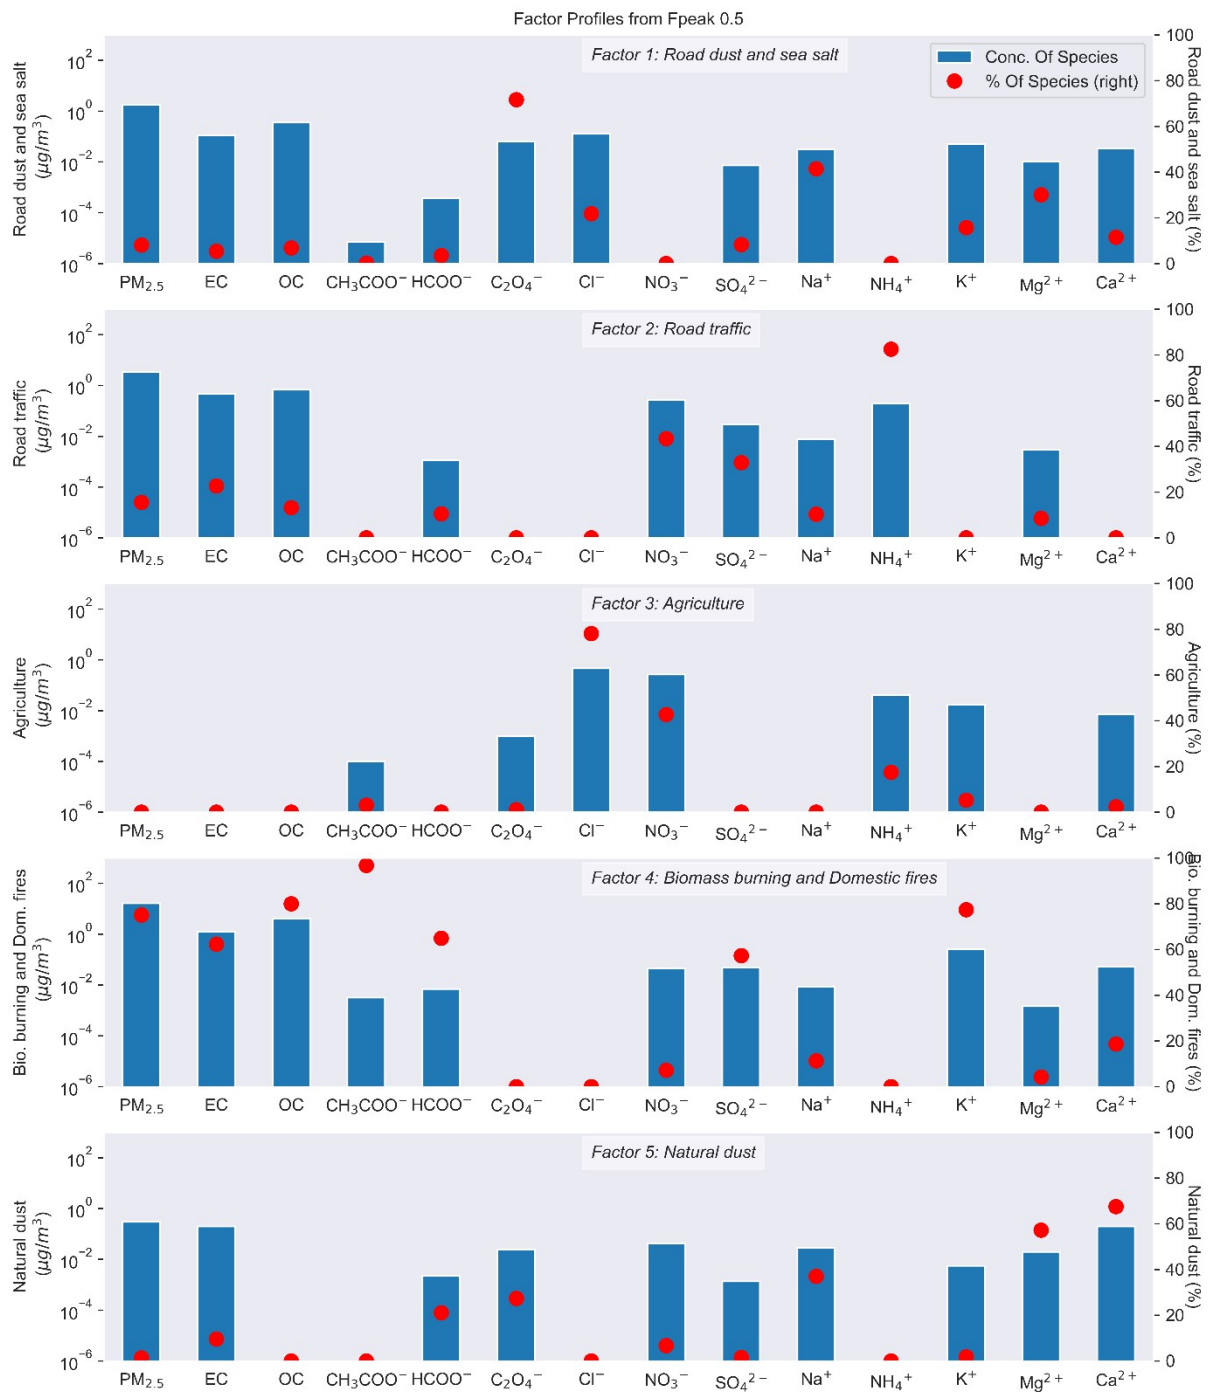 Factor Profiles from Fpeak 0.5
Factor 1: Road dust and sea salt
Conc. Of Species
% Of Species (right)
Road dust and sea salt
(μg/m³)
10²
10⁰
10⁻²
10⁻⁴
10⁻⁶
100
80
60
40
20
0
Road dust and sea salt (%)
PM₂.₅ EC OC CH₃COO⁻ HCOO⁻ C₂O₄⁻ Cl⁻ NO₃⁻ SO₄²⁻ Na⁺ NH₄⁺ K⁺ Mg²⁺ Ca²⁺
Factor 2: Road traffic
Road traffic
(μg/m³)
10²
10⁰
10⁻²
10⁻⁴
10⁻⁶
100
80
60
40
20
0
Road traffic (%)
PM₂.₅ EC OC CH₃COO⁻ HCOO⁻ C₂O₄⁻ Cl⁻ NO₃⁻ SO₄²⁻ Na⁺ NH₄⁺ K⁺ Mg²⁺ Ca²⁺
Factor 3: Agriculture
Agriculture
(μg/m³)
10²
10⁰
10⁻²
10⁻⁴
10⁻⁶
100
80
60
40
20
0
Agriculture (%)
PM₂.₅ EC OC CH₃COO⁻ HCOO⁻ C₂O₄⁻ Cl⁻ NO₃⁻ SO₄²⁻ Na⁺ NH₄⁺ K⁺ Mg²⁺ Ca²⁺
Factor 4: Biomass burning and Domestic fires
Bio. burning and Dom. fires
(μg/m³)
10²
10⁰
10⁻²
10⁻⁴
10⁻⁶
100
80
60
40
20
0
Bio. burning and Dom. fires (%)
PM₂.₅ EC OC CH₃COO⁻ HCOO⁻ C₂O₄⁻ Cl⁻ NO₃⁻ SO₄²⁻ Na⁺ NH₄⁺ K⁺ Mg²⁺ Ca²⁺
Factor 5: Natural dust
Natural dust
(μg/m³)
10²
10⁰
10⁻²
10⁻⁴
10⁻⁶
100
80
60
40
20
0
Natural dust (%)
PM₂.₅ EC OC CH₃COO⁻ HCOO⁻ C₂O₄⁻ Cl⁻ NO₃⁻ SO₄²⁻ Na⁺ NH₄⁺ K⁺ Mg²⁺ Ca²⁺